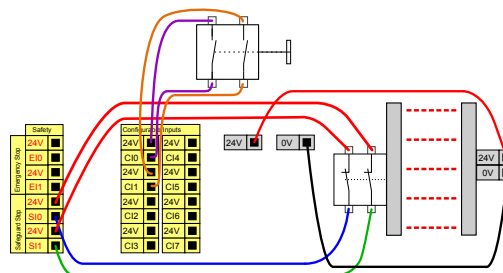 Safety
Emergency Stop
24V
EI0
24V
EI1
Safeguard Stop
24V
SI0
24V
SI1
Configurable Inputs
24V 24V
CI0 CI4
24V 24V
CI1 CI5
24V 24V
CI2 CI6
24V 24V
CI3 CI7
24V
0V
24V
0V